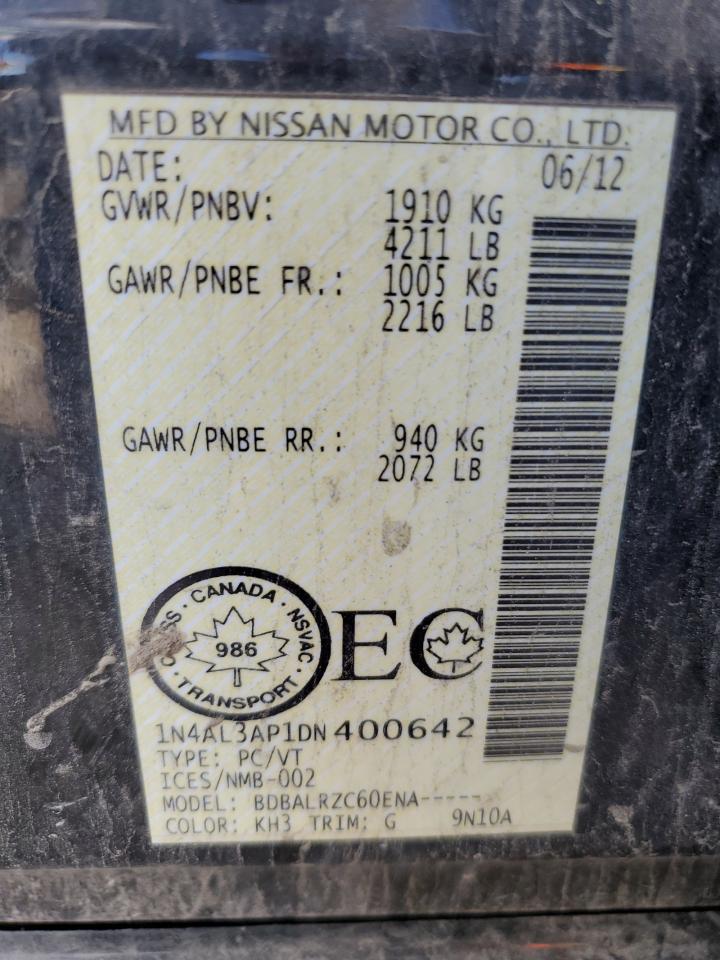 MFD BY NISSAN MOTOR CO., LTD.
DATE: 06/12
GVWR/PNBV: 1910 KG
4211 LB
GAWR/PNBE FR.: 1005 KG
2216 LB
GAWR/PNBE RR.: 940 KG
2072 LB
CANADA · NSVAC ·
986
TRANSPORT
EC
1N4AL3AP1DN400642
TYPE: PC/VT
ICES/NMB-002
MODEL: BDBALRZC60ENA-----
COLOR: KH3 TRIM: G 9N10A